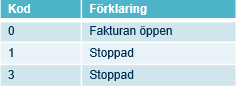 Kod Förklaring
0 Fakturan öppen
1 Stoppad
3 Stoppad